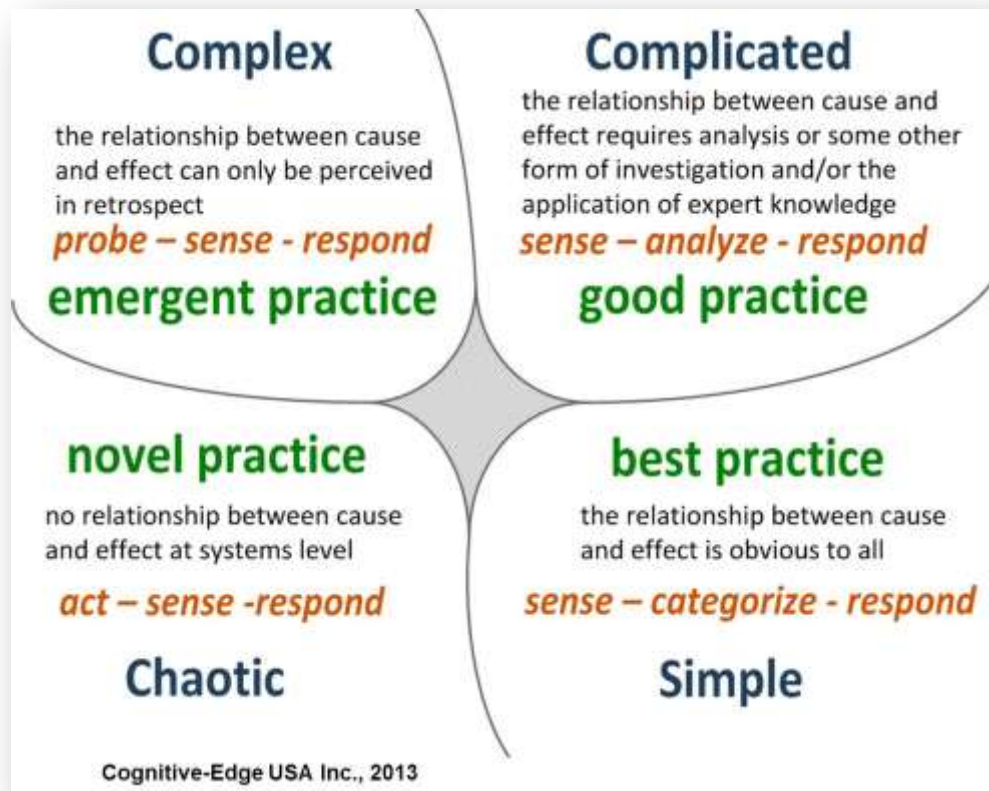 Complex
the relationship between cause
and effect can only be perceived
in retrospect
probe – sense - respond
emergent practice
Complicated
the relationship between cause and
effect requires analysis or some other
form of investigation and/or the
application of expert knowledge
sense – analyze - respond
good practice
novel practice
no relationship between cause
and effect at systems level
act – sense -respond
Chaotic
best practice
the relationship between cause
and effect is obvious to all
sense – categorize - respond
Simple
Cognitive-Edge USA Inc., 2013